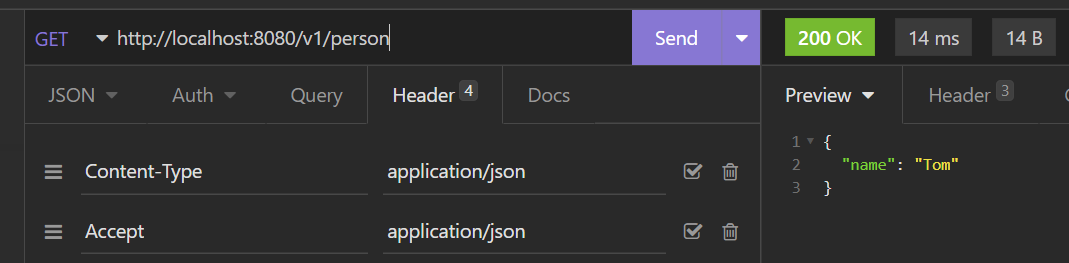 GET http://localhost:8080/v1/person Send 200 OK 14 ms 14 B
JSON Auth Query Header 4 Docs Preview Header 3
Content-Type application/json
Accept application/json
1 {
2 "name": "Tom"
3 }